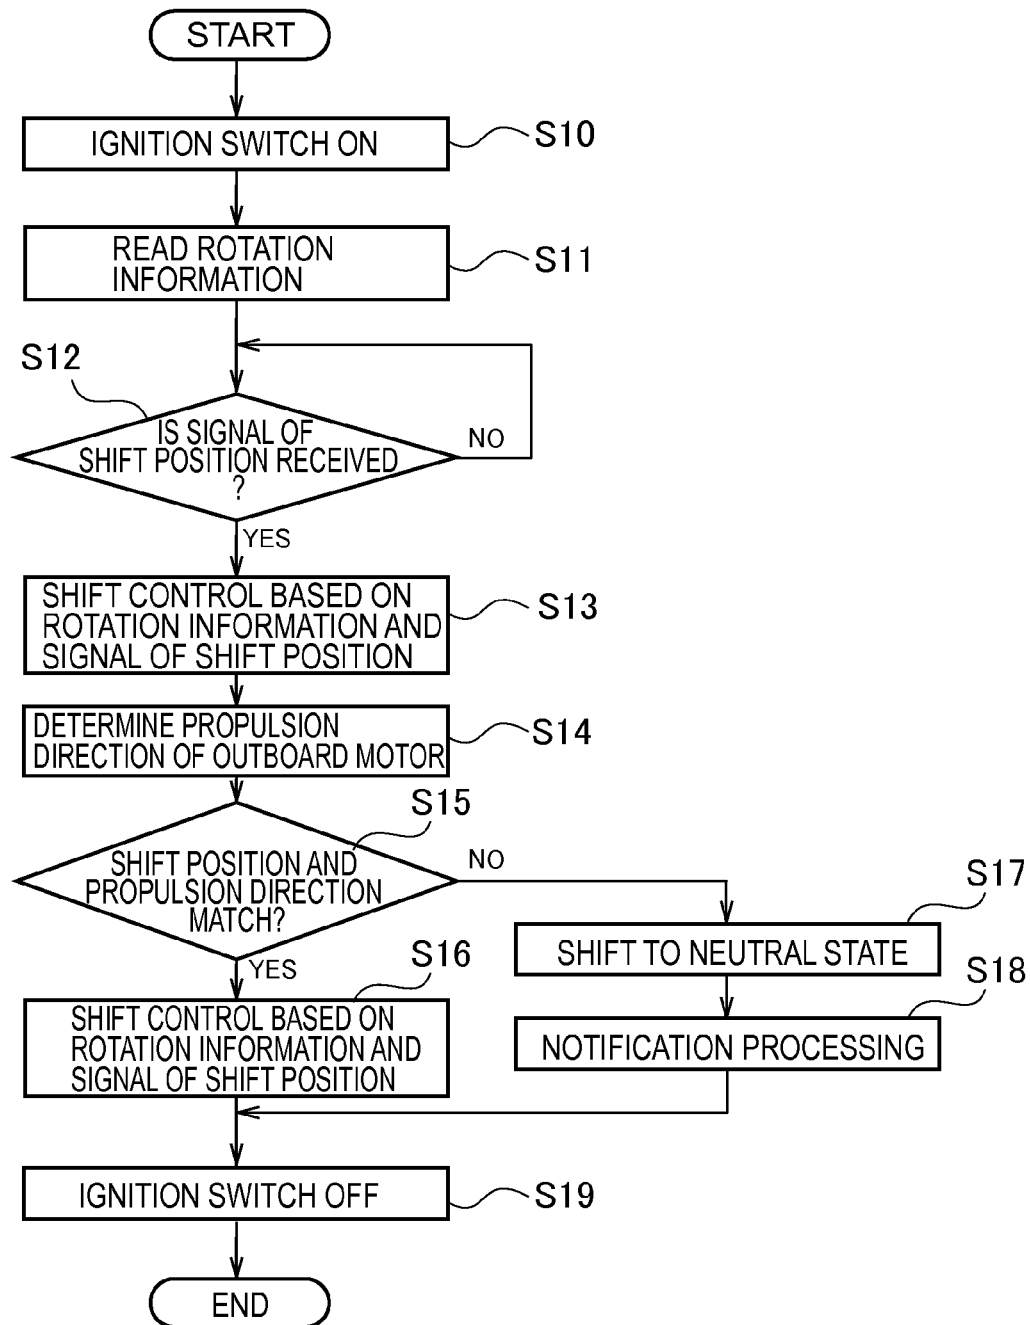 START
IGNITION SWITCH ON
S10
READ ROTATION
INFORMATION
S11
S12
IS SIGNAL OF
SHIFT POSITION RECEIVED
?
NO
YES
SHIFT CONTROL BASED ON
ROTATION INFORMATION AND
SIGNAL OF SHIFT POSITION
S13
DETERMINE PROPULSION
DIRECTION OF OUTBOARD MOTOR
S14
S15
SHIFT POSITION AND
PROPULSION DIRECTION
MATCH?
NO
YES
S16
SHIFT CONTROL BASED ON
ROTATION INFORMATION AND
SIGNAL OF SHIFT POSITION
S17
SHIFT TO NEUTRAL STATE
S18
NOTIFICATION PROCESSING
IGNITION SWITCH OFF
S19
END